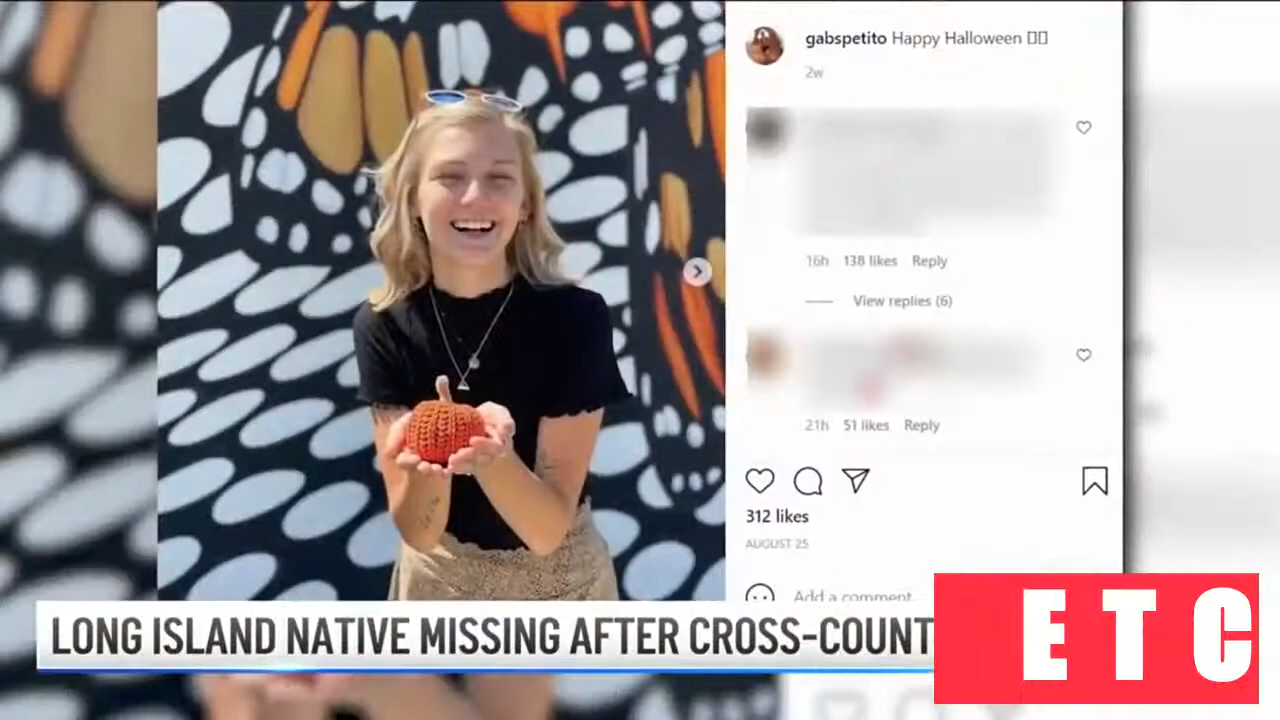 gabspetito Happy Halloween
2w
16h 138 likes Reply
View replies (6)
21h 51 likes Reply
312 likes
AUGUST 25
Add a comment
LONG ISLAND NATIVE MISSING AFTER CROSS-COUNT
ETC